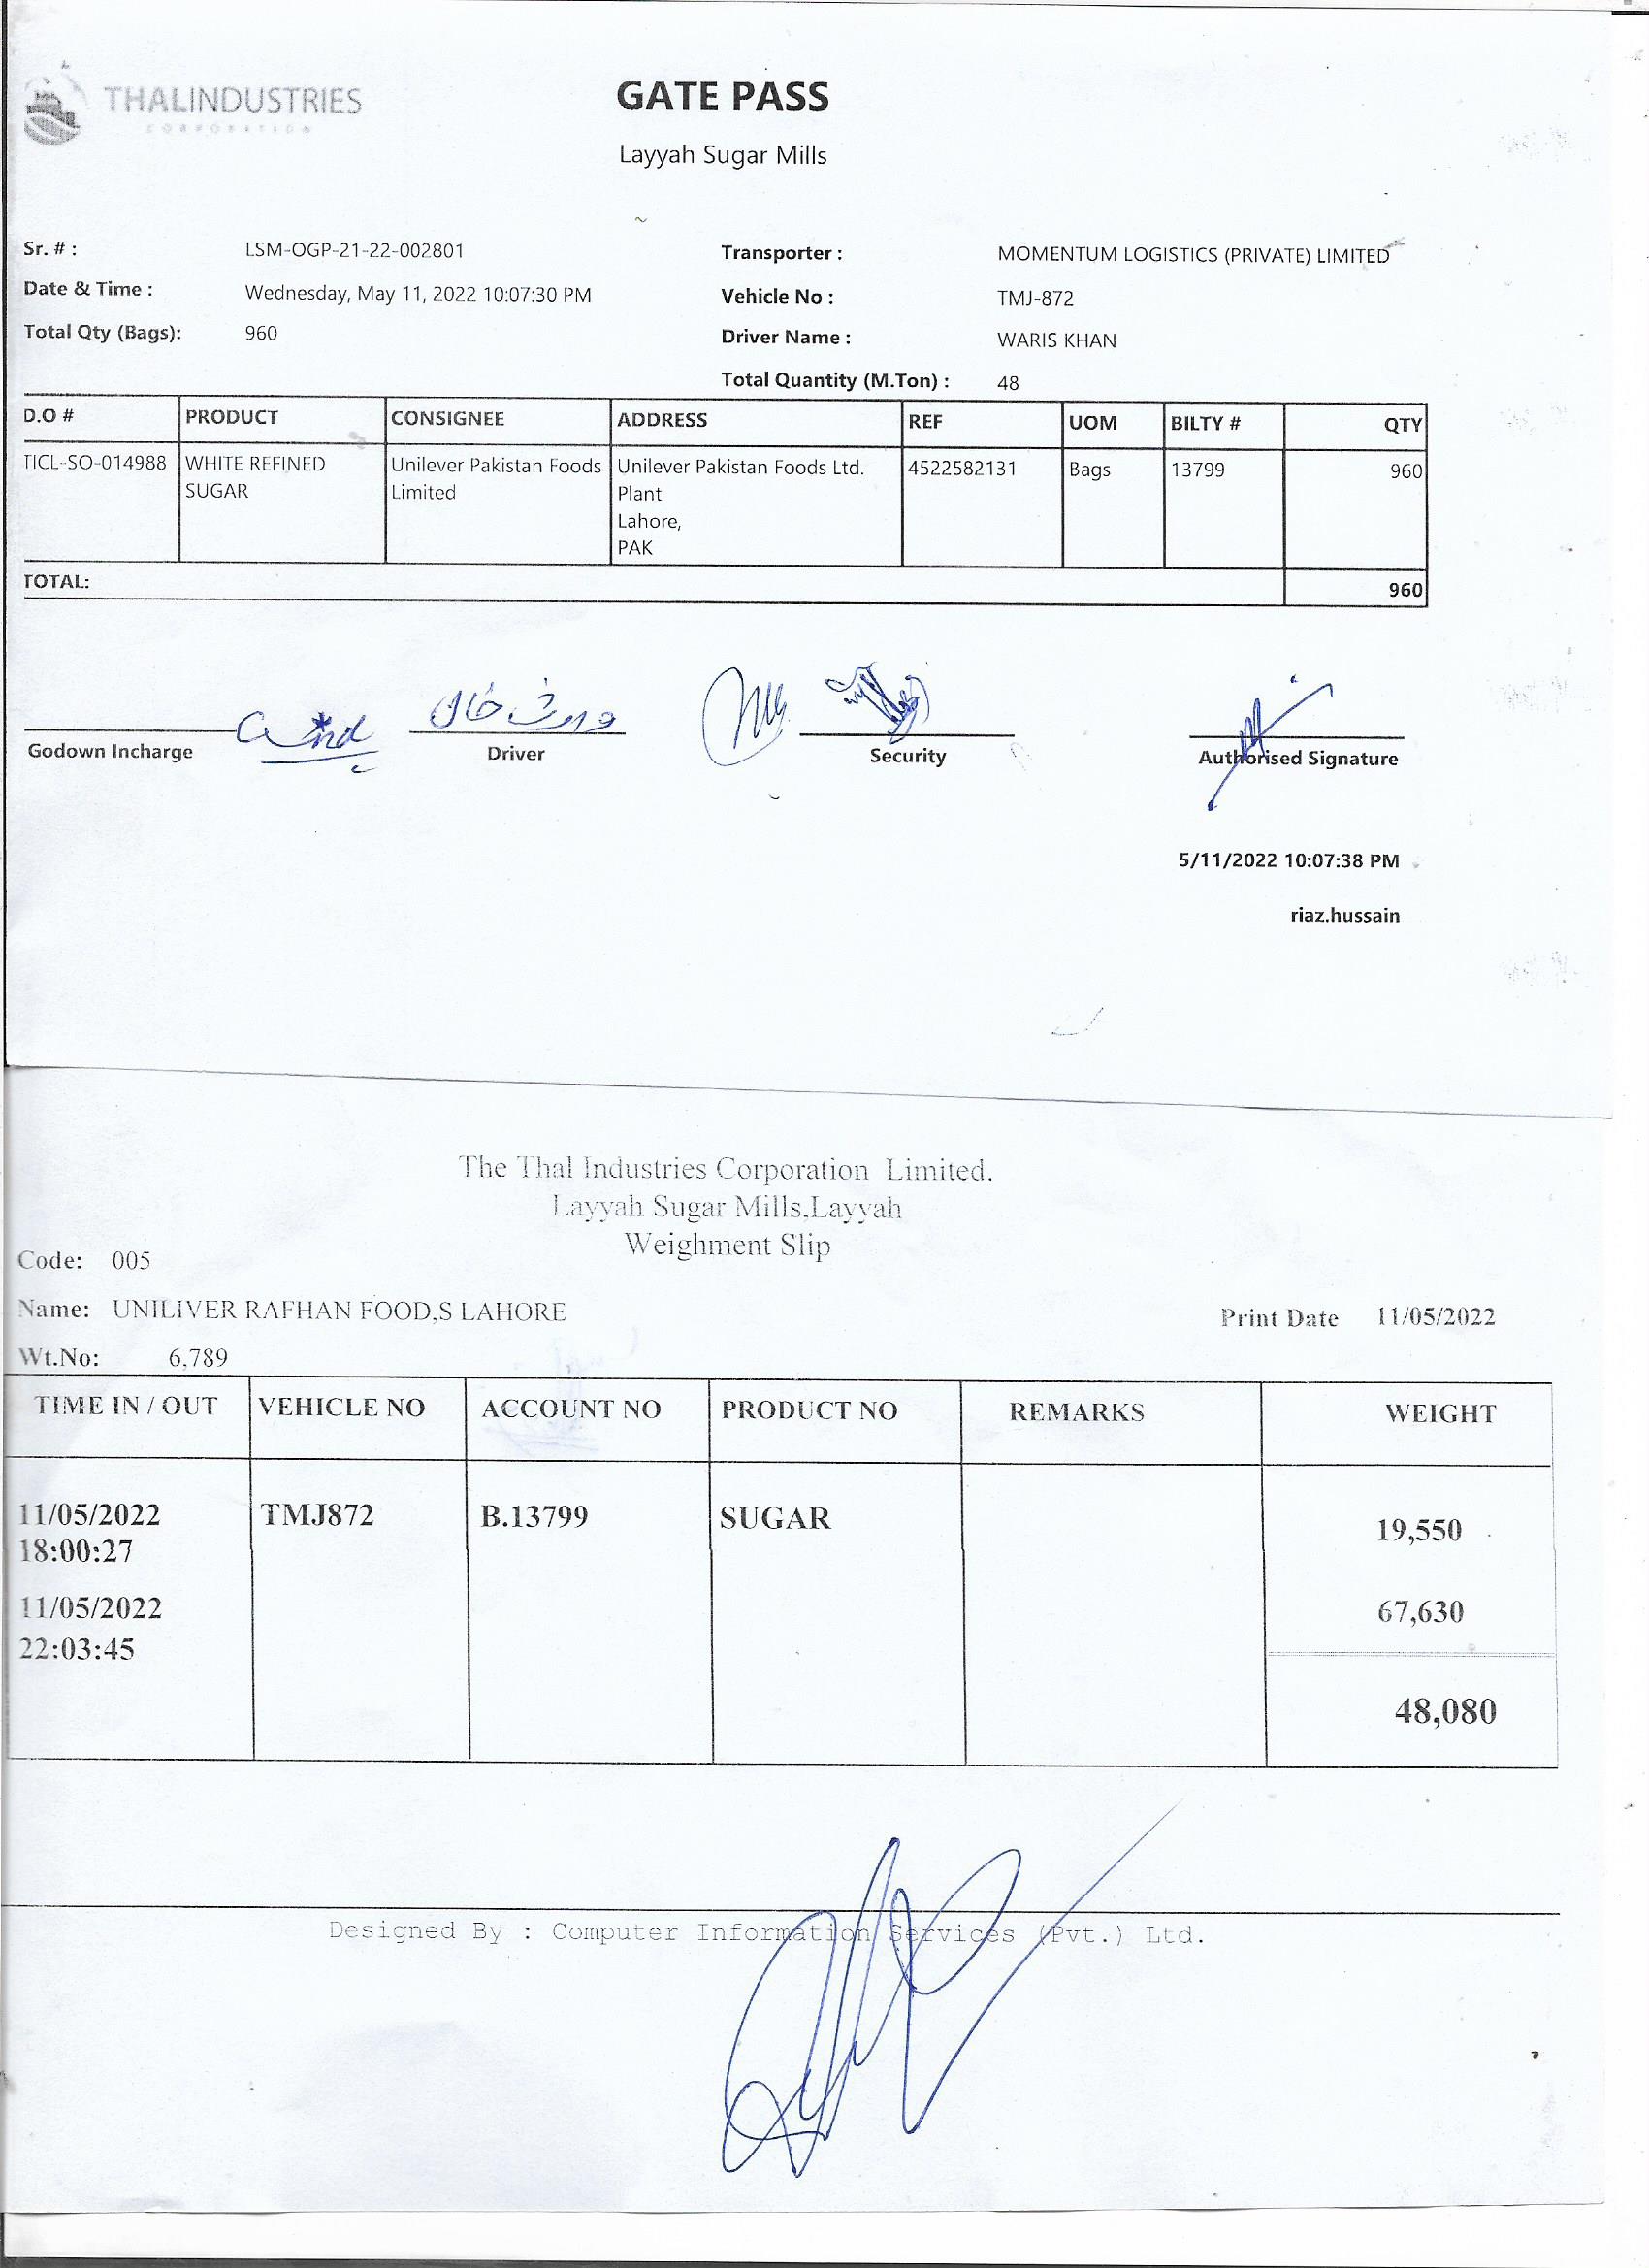 THALINDUSTRIES
CORPORATION
GATE PASS
Layyah Sugar Mills
Sr. # : LSM-OGP-21-22-002801
Transporter : MOMENTUM LOGISTICS (PRIVATE) LIMITED
Date & Time : Wednesday, May 11, 2022 10:07:30 PM
Vehicle No : TMJ-872
Total Qty (Bags): 960
Driver Name : WARIS KHAN
Total Quantity (M.Ton) : 48
D.O # PRODUCT CONSIGNEE ADDRESS REF UOM BILTY # QTY
TICL-SO-014988 WHITE REFINED Unilever Pakistan Foods Unilever Pakistan Foods Ltd. 4522582131 Bags 13799 960
SUGAR Limited Plant
Lahore,
PAK
TOTAL: 960
وارث خان
Godown Incharge Driver Security Authorised Signature
5/11/2022 10:07:38 PM
riaz.hussain
The Thal Industries Corporation Limited.
Layyah Sugar Mills,Layyah
Weighment Slip
Code: 005
Name: UNILIVER RAFHAN FOOD,S LAHORE Print Date 11/05/2022
Wt.No: 6,789
TIME IN / OUT VEHICLE NO ACCOUNT NO PRODUCT NO REMARKS WEIGHT
11/05/2022 TMJ872 B.13799 SUGAR 19,550
18:00:27
11/05/2022 67,630
22:03:45
48,080
Designed By : Computer Information Services (Pvt.) Ltd.